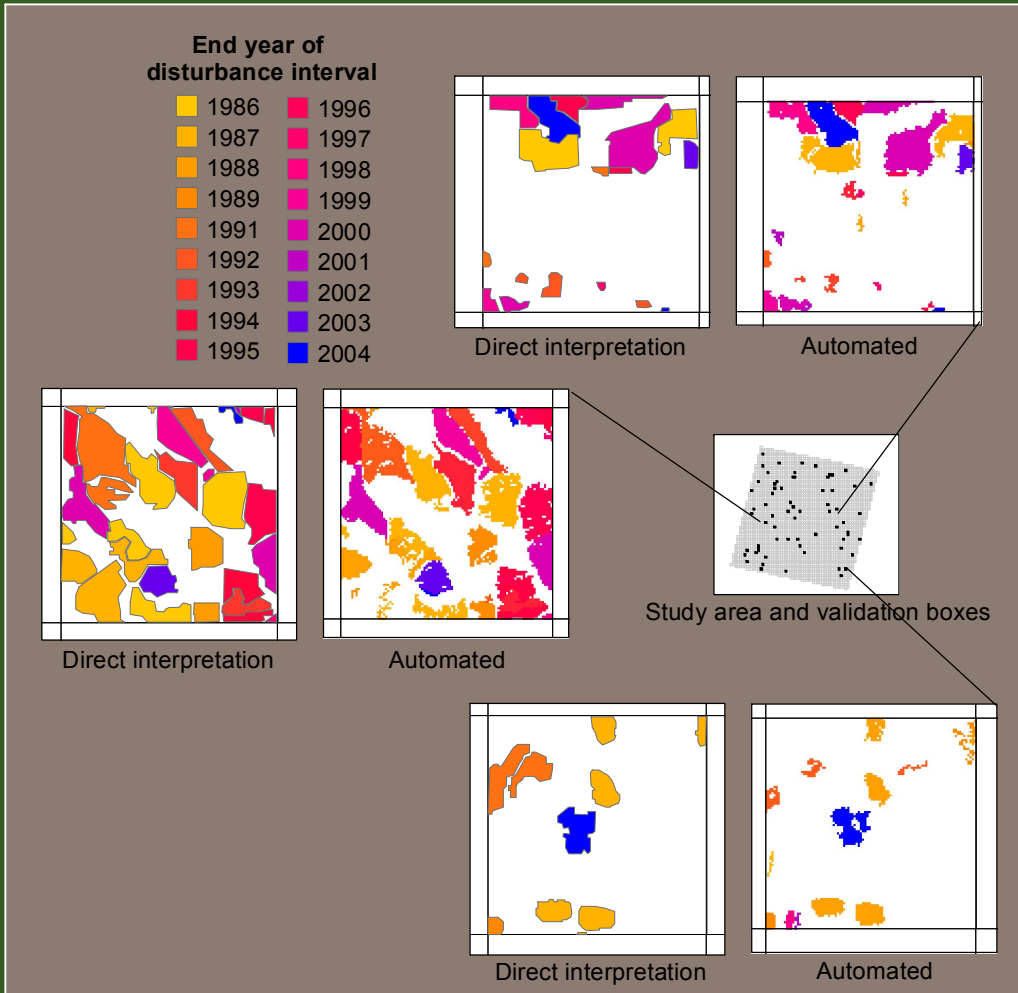 End year of
disturbance interval
1986
1987
1988
1989
1991
1992
1993
1994
1995
1996
1997
1998
1999
2000
2001
2002
2003
2004
Direct interpretation
Automated
Direct interpretation
Automated
Study area and validation boxes
Direct interpretation
Automated